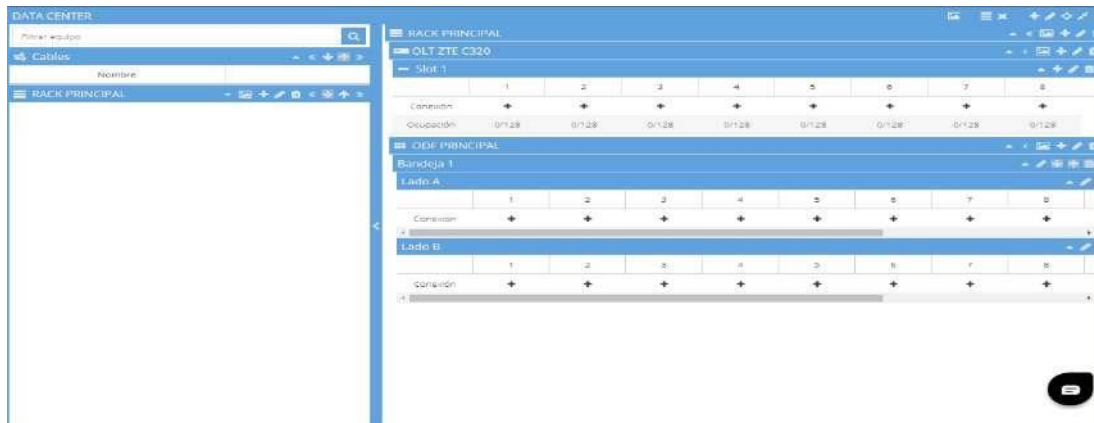 DATA CENTER
Filtrar equipo
Cables
Nombre
RACK PRINCIPAL
RACK PRINCIPAL
OLT ZTE C320
Slot 1
1 2 3 4 5 6 7 8
Conexión
Ocupación 0/128 0/128 0/128 0/128 0/128 0/128 0/128 0/128
ODF PRINCIPAL
Bandeja 1
Lado A
1 2 3 4 5 6 7 8
Conexión
Lado B
1 2 3 4 5 6 7 8
Conexión